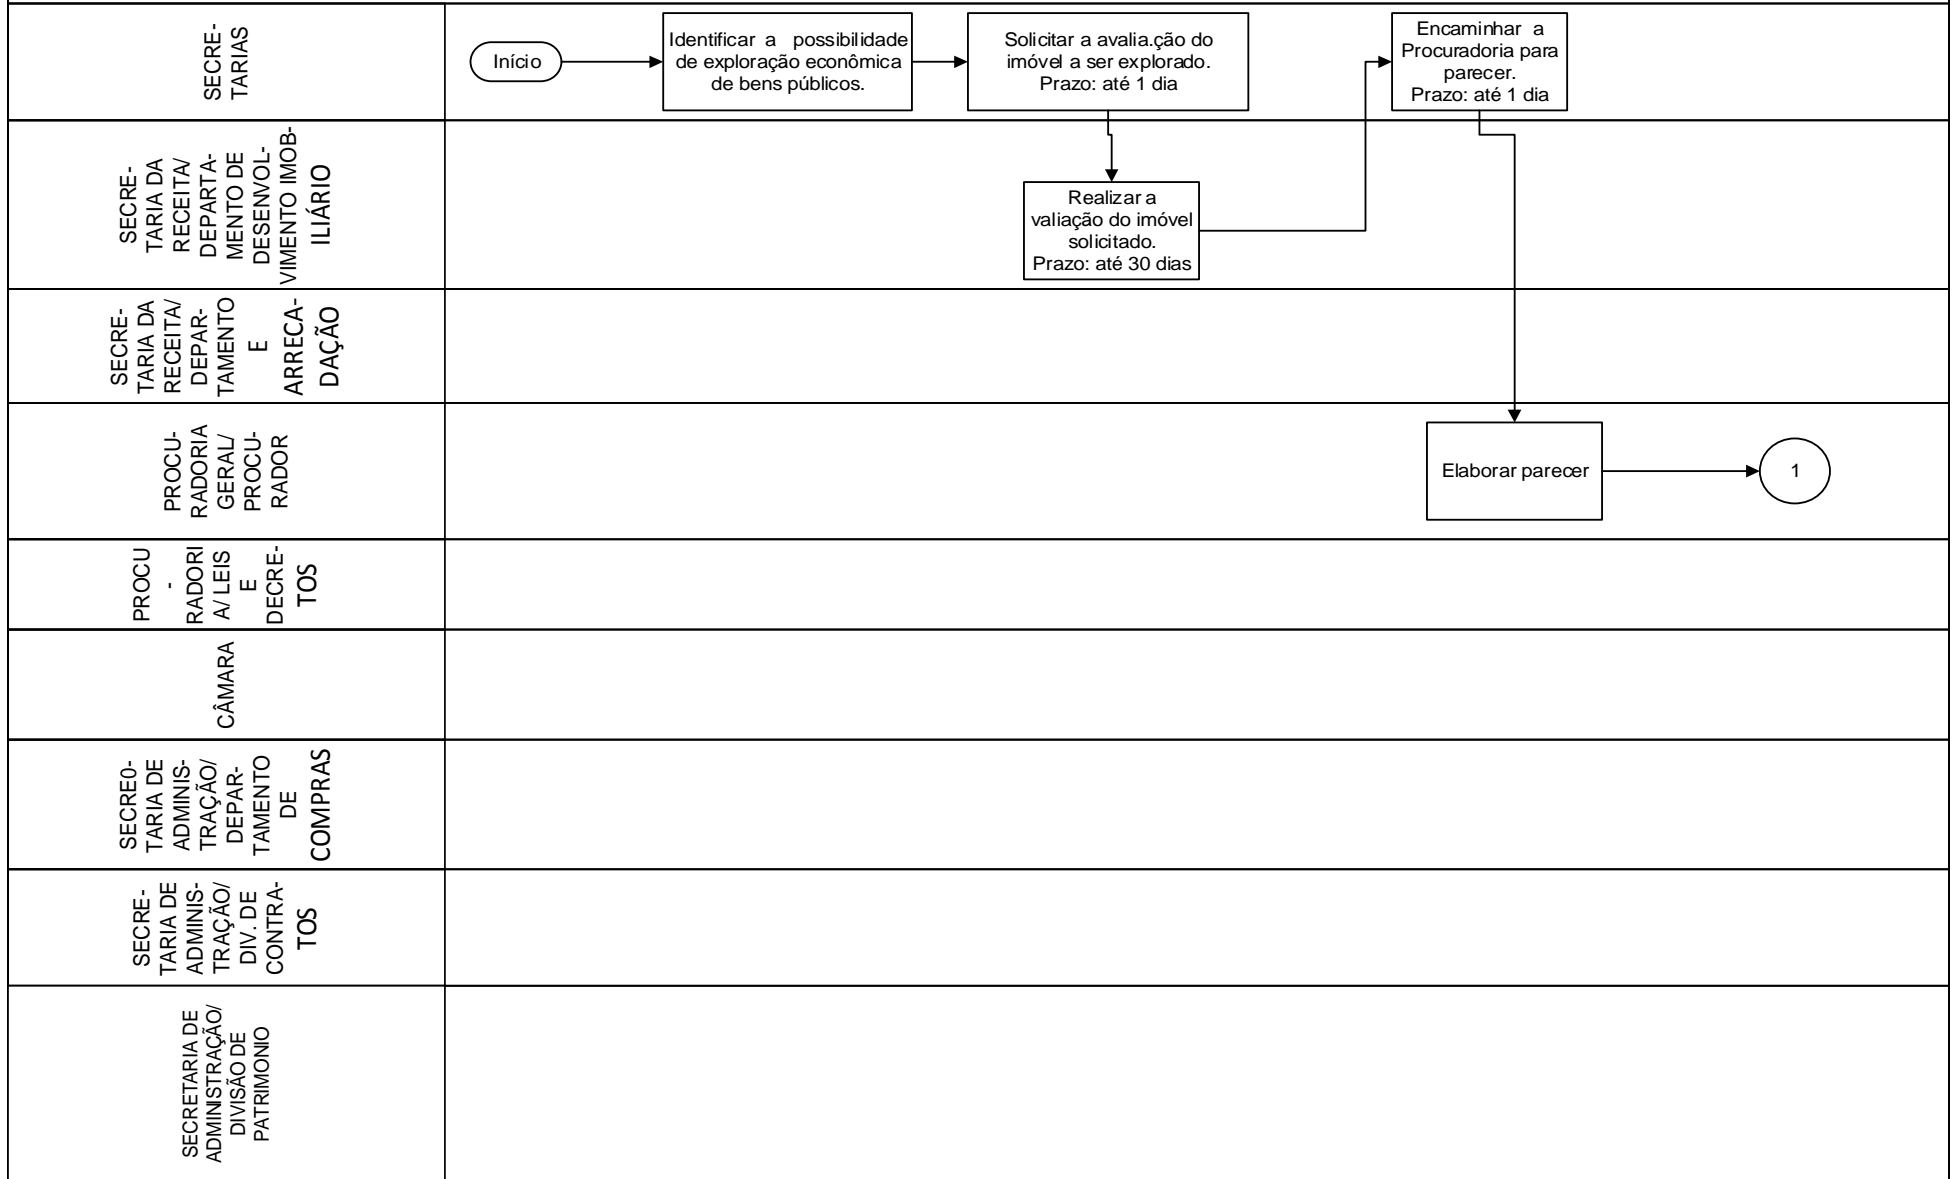 SECRE-
TARIAS
Início
Identificar a possibilidade
de exploração econômica
de bens públicos.
Solicitar a avalia.ção do
imóvel a ser explorado.
Prazo: até 1 dia
Encaminhar a
Procuradoria para
parecer.
Prazo: até 1 dia
SECRE-
TARIA DA
RECEITA/
DEPARTA-
MENTO DE
DESENVOL-
VIMENTO IMOB-
ILIÁRIO
Realizar a
valiação do imóvel
solicitado.
Prazo: até 30 dias
SECRE-
TARIA DA
RECEITA/
DEPAR-
TAMENTO
E
ARRECA-
DAÇÃO
PROCU-
RADORIA
GERAL/
PROCU-
RADOR
Elaborar parecer
1
PROCU
-
RADORI
A/ LEIS
E
DECRE-
TOS
CÂMARA
SECRE0-
TARIA DE
ADMINIS-
TRAÇÃO/
DEPAR-
TAMENTO
DE
COMPRAS
SECRE-
TARIA DE
ADMINIS-
TRAÇÃO/
DIV. DE
CONTRA-
TOS
SECRETARIA DE
ADMINISTRAÇÃO/
DIVISÃO DE
PATRIMONIO